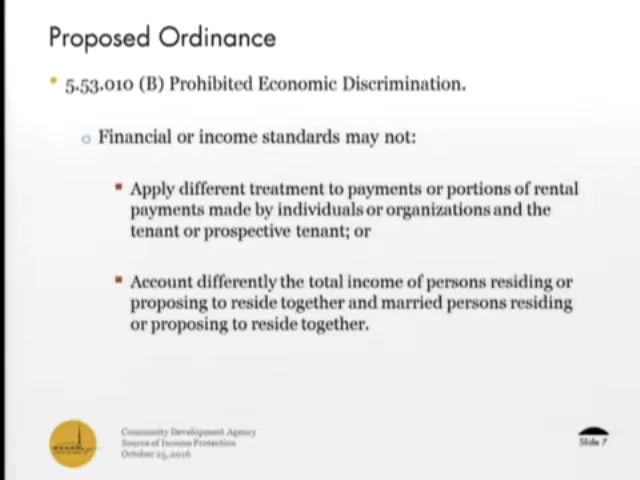 Proposed Ordinance
5.53.010 (B) Prohibited Economic Discrimination.
Financial or income standards may not:
Apply different treatment to payments or portions of rental
payments made by individuals or organizations and the
tenant or prospective tenant; or
Account differently the total income of persons residing or
proposing to reside together and married persons residing
or proposing to reside together.
Community Development Agency
Source of Income Protection
October 25, 2016
Slide 7